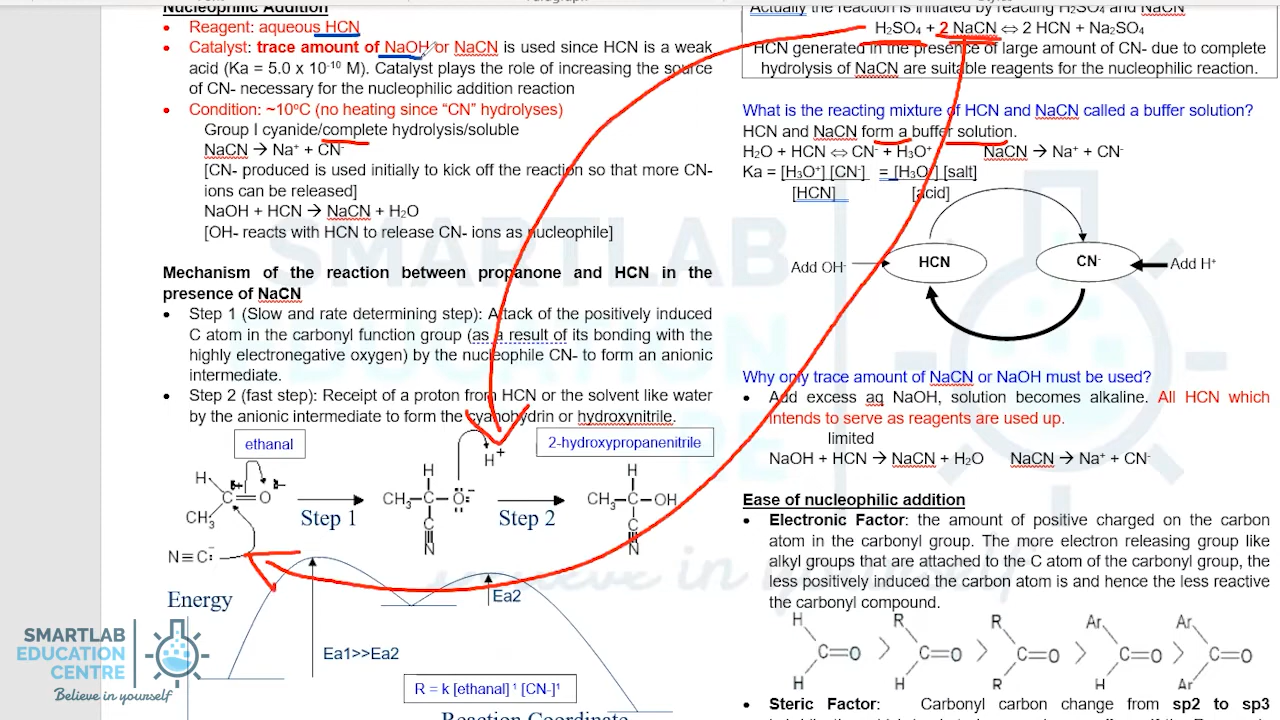 Nucleophilic Addition
• Reagent: aqueous HCN
• Catalyst: trace amount of NaOH or NaCN is used since HCN is a weak
acid (Ka = 5.0 x 10-10 M). Catalyst plays the role of increasing the source
of CN- necessary for the nucleophilic addition reaction
• Condition: ~10⁰C (no heating since “CN” hydrolyses)
Group I cyanide/complete hydrolysis/soluble
NaCN → Na⁺ + CN⁻
[CN- produced is used initially to kick off the reaction so that more CN-
ions can be released]
NaOH + HCN → NaCN + H₂O
[OH- reacts with HCN to release CN- ions as nucleophile]
Mechanism of the reaction between propanone and HCN in the
presence of NaCN
• Step 1 (Slow and rate determining step): Attack of the positively induced
C atom in the carbonyl function group (as a result of its bonding with the
highly electronegative oxygen) by the nucleophile CN- to form an anionic
intermediate.
• Step 2 (fast step): Receipt of a proton from HCN or the solvent like water
by the anionic intermediate to form the cyanohydrin or hydroxynitrile.
ethanal
2-hydroxypropanenitrile
H
C=O
CH₃
N≡C:⁻
Step 1
H
CH₃-C-O:⁻
C
N
H⁺
Step 2
H
CH₃-C-OH
C
N
Energy
Ea1>>Ea2
Ea2
R = k [ethanal] ¹ [CN-]¹
Reaction Coordinate
Actually the reaction is initiated by reacting H₂SO₄ and NaCN
H₂SO₄ + 2 NaCN ⇔ 2 HCN + Na₂SO₄
HCN generated in the presence of large amount of CN- due to complete
hydrolysis of NaCN are suitable reagents for the nucleophilic reaction.
What is the reacting mixture of HCN and NaCN called a buffer solution?
HCN and NaCN form a buffer solution.
H₂O + HCN ⇔ CN⁻ + H₃O⁺ NaCN → Na⁺ + CN⁻
Ka = [H₃O⁺] [CN⁻] = [H₃O⁺] [salt]
[HCN] [acid]
Add OH⁻ HCN CN⁻ Add H⁺
Why only trace amount of NaCN or NaOH must be used?
• Add excess aq NaOH, solution becomes alkaline. All HCN which
intends to serve as reagents are used up.
limited
NaOH + HCN → NaCN + H₂O NaCN → Na⁺ + CN⁻
Ease of nucleophilic addition
• Electronic Factor: the amount of positive charged on the carbon
atom in the carbonyl group. The more electron releasing group like
alkyl groups that are attached to the C atom of the carbonyl group, the
less positively induced the carbon atom is and hence the less reactive
the carbonyl compound.
H R R Ar Ar
C=O > C=O > C=O > C=O > C=O
H H R H Ar
• Steric Factor: Carbonyl carbon change from sp2 to sp3
SMARTLAB
EDUCATION
CENTRE
Believe in yourself